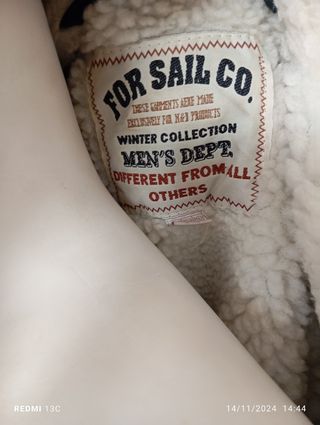 FOR SAIL CO.
THESE GARMENTS AERE MADE
EXCLUSIVELY FOR N&D PRODUCTS
WINTER COLLECTION
MEN'S DEPT.
DIFFERENT FROM ALL
OTHERS
REDMI 13C
14/11/2024 14:44